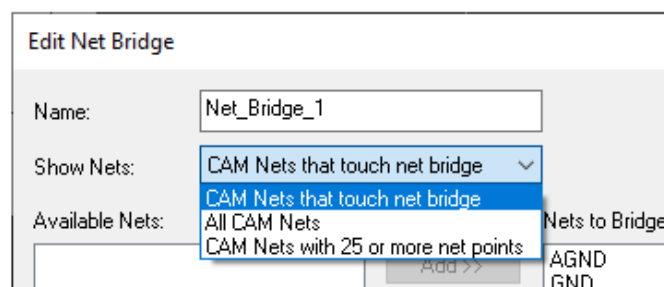 Edit Net Bridge
Name: Net_Bridge_1
Show Nets: CAM Nets that touch net bridge
CAM Nets that touch net bridge
All CAM Nets
CAM Nets with 25 or more net points
Available Nets: Nets to Bridge
Add >>
AGND
GND